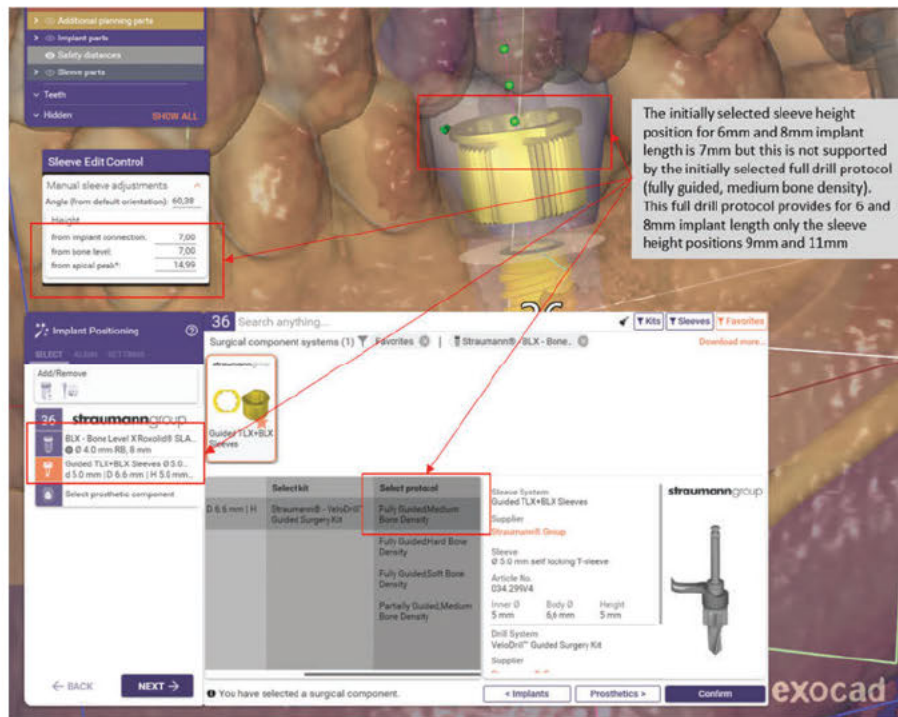 Additional planning parts
Implant parts
Safety distances
Sleeve parts
Teeth
Hidden SHOW ALL
Sleeve Edit Control
Manual sleeve adjustments
Angle (from default orientation): 60,38
Height
from implant connection: 7,00
from bone level: 7,00
from apical peak*: 14,99
The initially selected sleeve height
position for 6mm and 8mm implant
length is 7mm but this is not supported
by the initially selected full drill protocol
(fully guided, medium bone density).
This full drill protocol provides for 6 and
8mm implant length only the sleeve
height positions 9mm and 11mm
Implant Positioning
SELECT ALIGN SETTINGS
Add/Remove
36 straumanngroup
BLX - Bone Level X Roxolid® SLA...
Ø 4.0 mm RB, 8 mm
Guided TLX+BLX Sleeves Ø 5.0...
d 5.0 mm | D 6.6 mm | H 5.0 mm...
Select prosthetic component
← BACK NEXT →
36 Search anything... Kits Sleeves Favorites
Surgical component systems (1) Favorites | Straumann® - BLX - Bone.. Download more...
straumanngroup
Guided TLX+BLX
Sleeves
Select kit Select protocol
D 6.6 mm | H Straumann® - VeloDrill™
Guided Surgery Kit
Fully Guided,Medium
Bone Density
Fully Guided,Hard Bone
Density
Fully Guided,Soft Bone
Density
Partially Guided,Medium
Bone Density
Sleeve System
Guided TLX+BLX Sleeves
Supplier
Straumann® Group
Sleeve
Ø 5.0 mm self locking T-sleeve
Article No.
034.299V4
Inner Ø Body Ø Height
5 mm 6,6 mm 5 mm
Drill System
VeloDrill™ Guided Surgery Kit
Supplier
straumanngroup
You have selected a surgical component.
< Implants Prosthetics > Confirm
exocad